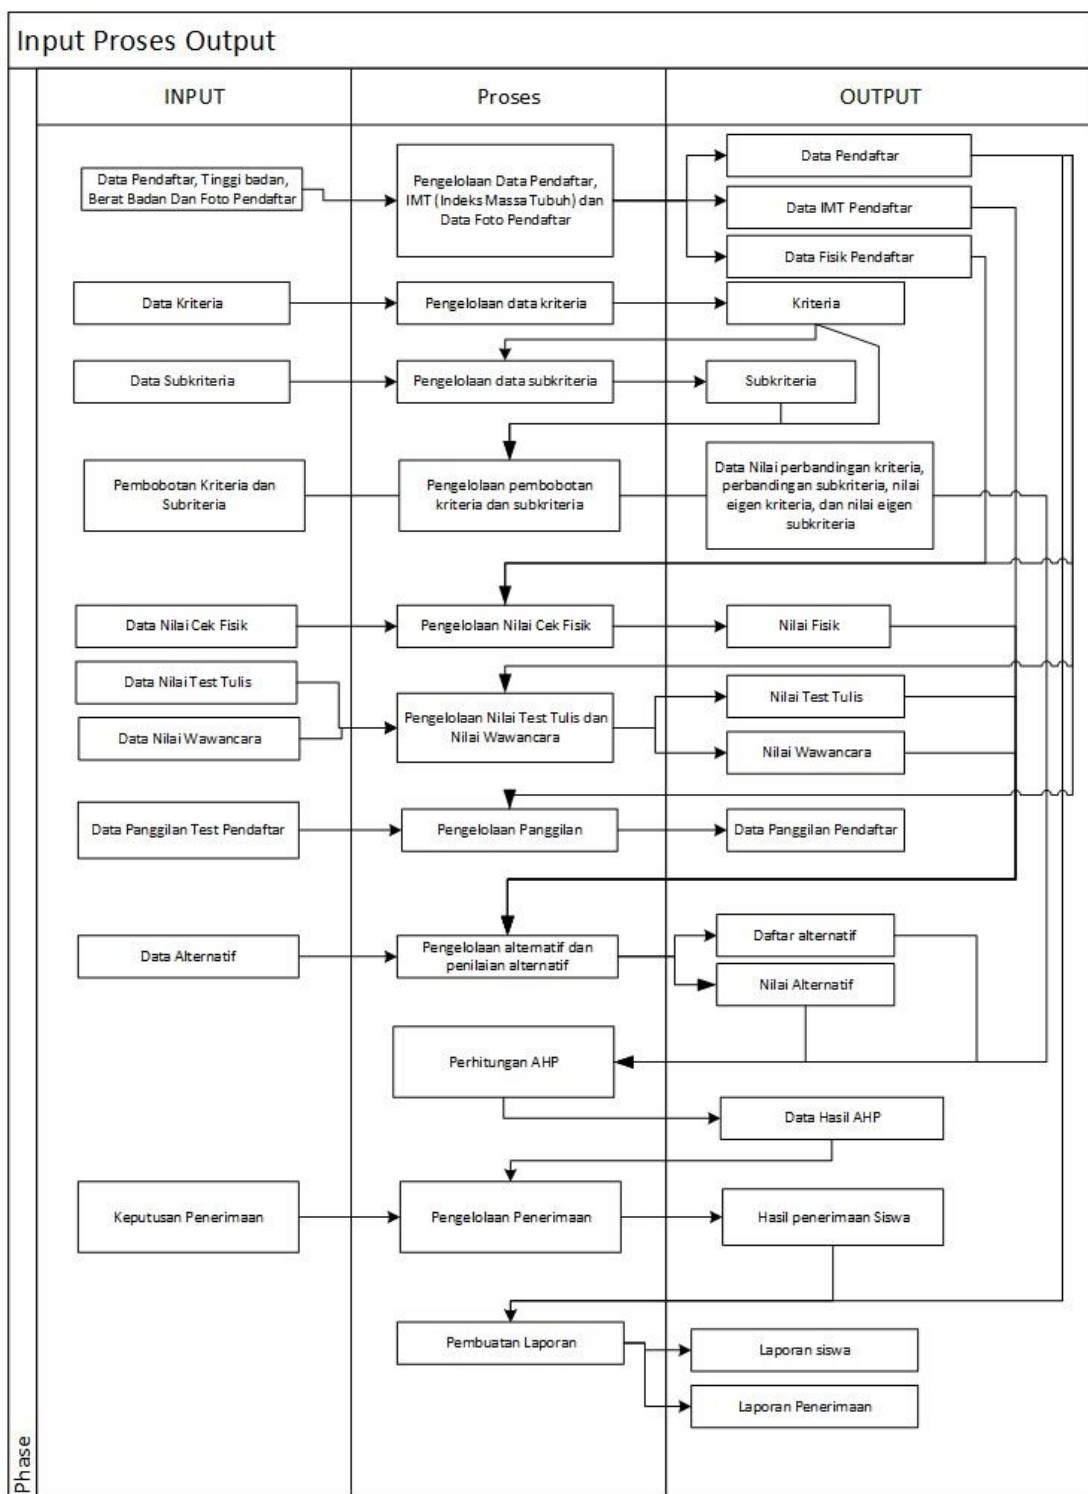 Input Proses Output
INPUT
Proses
OUTPUT
Data Pendaftar, Tinggi badan,
Berat Badan Dan Foto Pendaftar
Pengelolaan Data Pendaftar,
IMT (Indeks Massa Tubuh) dan
Data Foto Pendaftar
Data Pendaftar
Data IMT Pendaftar
Data Fisik Pendaftar
Data Kriteria
Pengelolaan data kriteria
Kriteria
Data Subkriteria
Pengelolaan data subkriteria
Subkriteria
Pembobotan Kriteria dan
Subriteria
Pengelolaan pembobotan
kriteria dan subkriteria
Data Nilai perbandingan kriteria,
perbandingan subkriteria, nilai
eigen kriteria, dan nilai eigen
subkriteria
Data Nilai Cek Fisik
Pengelolaan Nilai Cek Fisik
Nilai Fisik
Data Nilai Test Tulis
Data Nilai Wawancara
Pengelolaan Nilai Test Tulis dan
Nilai Wawancara
Nilai Test Tulis
Nilai Wawancara
Data Panggilan Test Pendaftar
Pengelolaan Panggilan
Data Panggilan Pendaftar
Data Alternatif
Pengelolaan alternatif dan
penilaian alternatif
Daftar alternatif
Nilai Alternatif
Perhitungan AHP
Data Hasil AHP
Keputusan Penerimaan
Pengelolaan Penerimaan
Hasil penerimaan Siswa
Pembuatan Laporan
Laporan siswa
Laporan Penerimaan
Phase